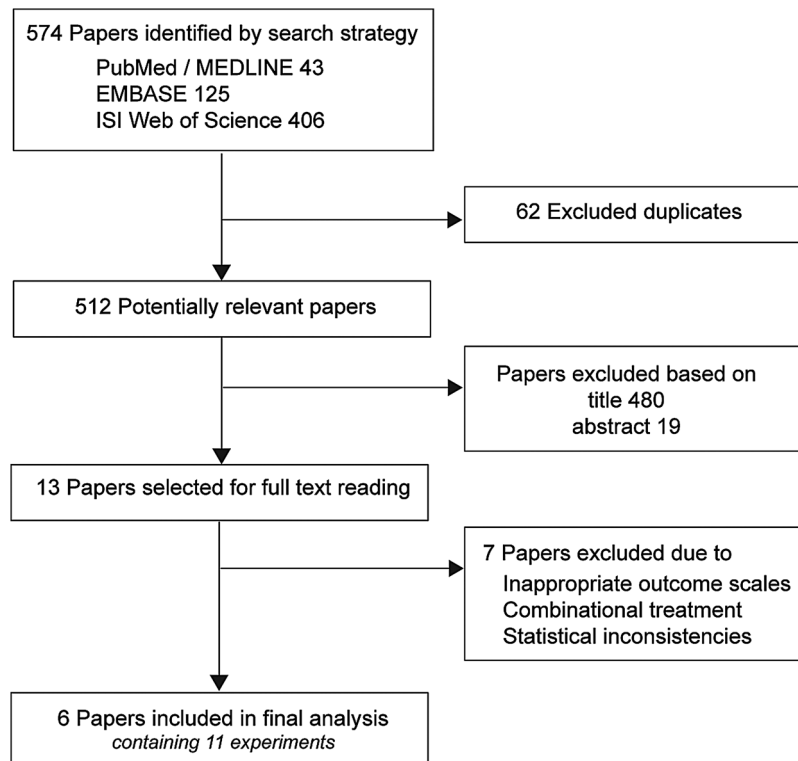 574 Papers identified by search strategy
PubMed / MEDLINE 43
EMBASE 125
ISI Web of Science 406
62 Excluded duplicates
512 Potentially relevant papers
Papers excluded based on
title 480
abstract 19
13 Papers selected for full text reading
7 Papers excluded due to
Inappropriate outcome scales
Combinational treatment
Statistical inconsistencies
6 Papers included in final analysis
containing 11 experiments